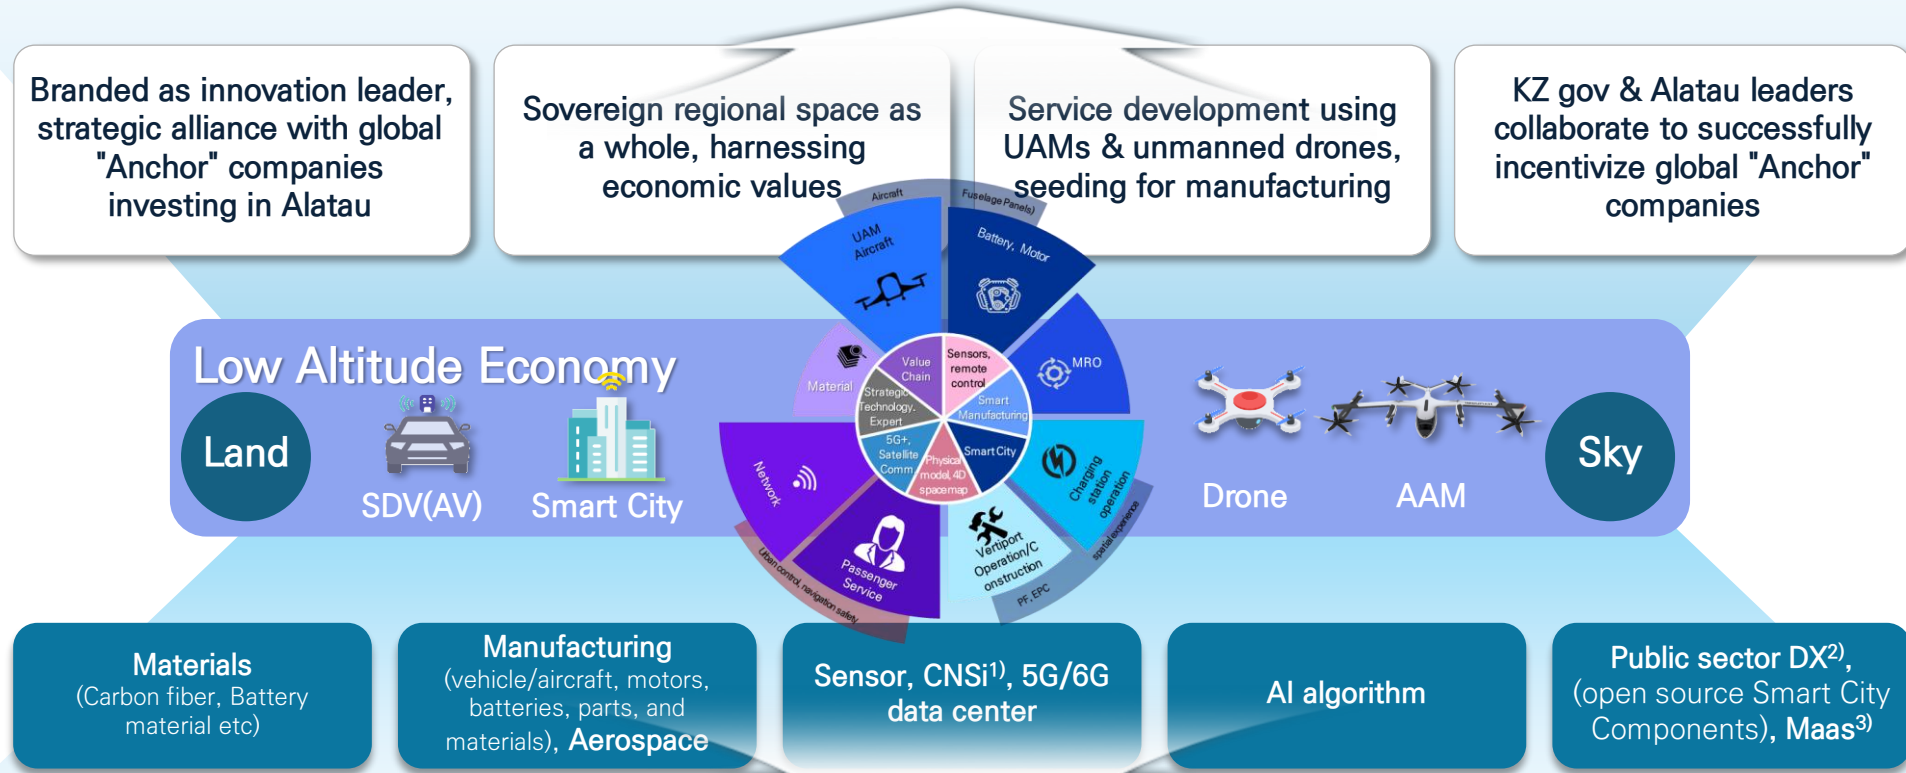 Branded as innovation leader,
strategic alliance with global
"Anchor" companies
investing in Alatau
Sovereign regional space as
a whole, harnessing
economic values
Service development using
UAMs & unmanned drones,
seeding for manufacturing
KZ gov & Alatau leaders
collaborate to successfully
incentivize global "Anchor"
companies
Aircraft
Fuselage Panels)
UAM
Aircraft
Battery, Motor
Low Altitude Economy
Land
SDV(AV)
Smart City
Material
MRO
Value
Chain
Sensors,
remote
control
Strategic
Technology.
Expert
Smart
Manufacturing
5G+,
Satellite
Comm
Physical
model, 4D
space map
Smart City
Network
Charging
station
operation
spatial experience
Passenger
Service
Urban control, navigation safety
Vertiport
Operation/C
onstruction
PF, EPC
Drone
AAM
Sky
Materials
(Carbon fiber, Battery
material etc)
Manufacturing
(vehicle/aircraft, motors,
batteries, parts, and
materials), Aerospace
Sensor, CNSi1), 5G/6G
data center
AI algorithm
Public sector DX2),
(open source Smart City
Components), Maas3)